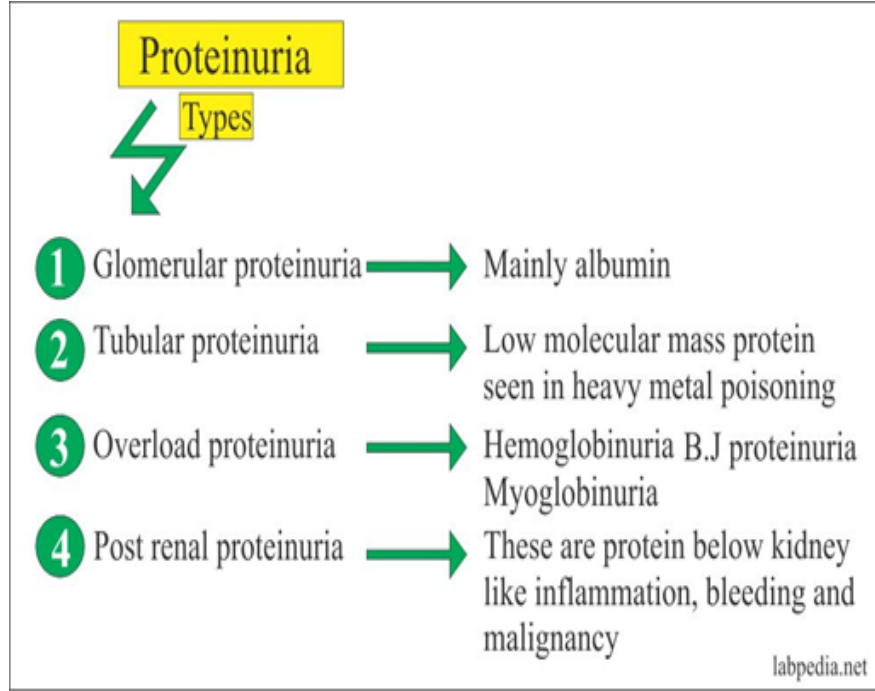 Proteinuria
Types
1 Glomerular proteinuria Mainly albumin
2 Tubular proteinuria Low molecular mass protein
seen in heavy metal poisoning
3 Overload proteinuria Hemoglobinuria B.J proteinuria
Myoglobinuria
4 Post renal proteinuria These are protein below kidney
like inflammation, bleeding and
malignancy
labpedia.net